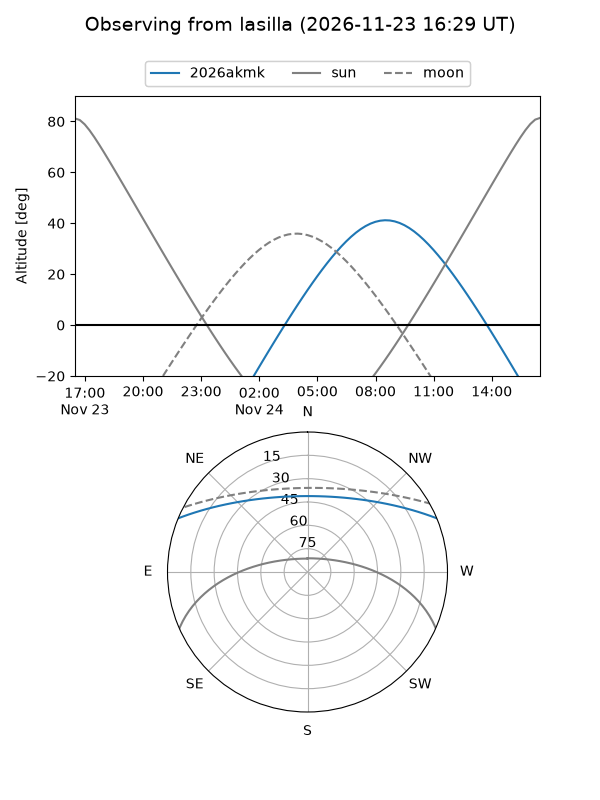 Observing from lasilla (2026-11-23 16:29 UT)
2026akmk sun moon
Altitude [deg]
80
60
40
20
0
−20
17:00 20:00 23:00 02:00 05:00 08:00 11:00 14:00
Nov 23 Nov 24
N
NE NW
15
30
45
60
75
E W
SE SW
S